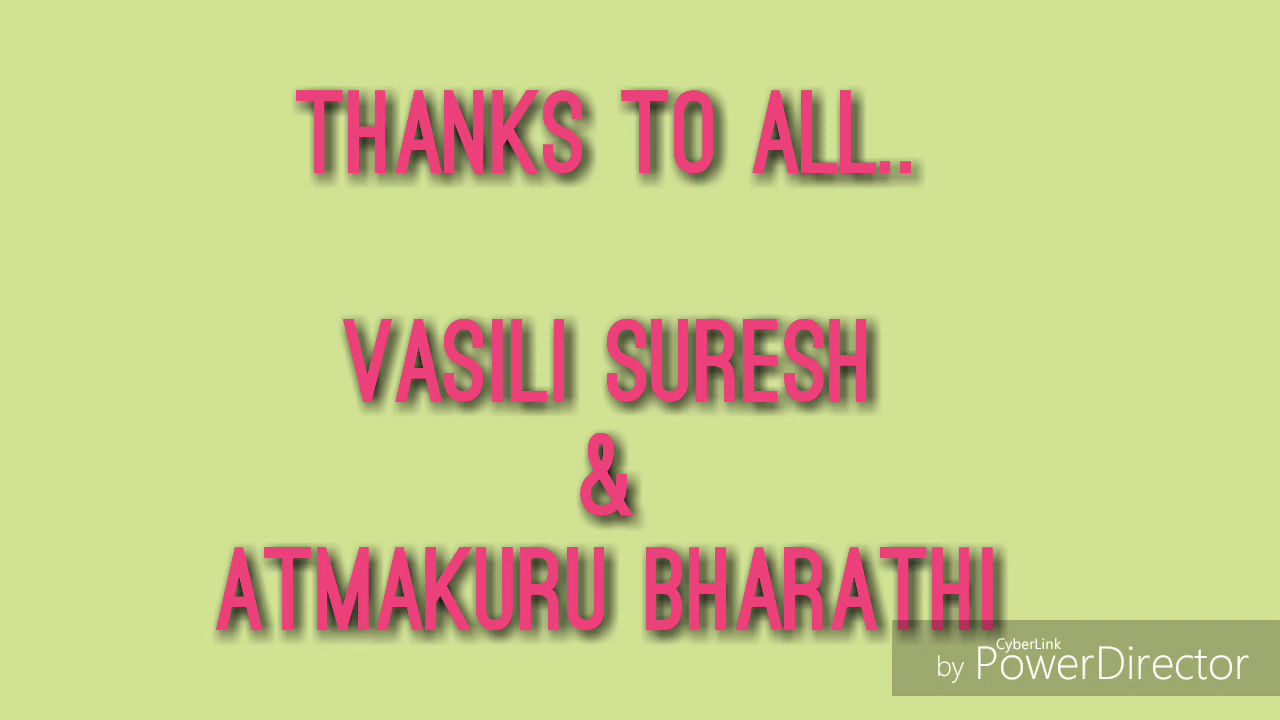 THANKS TO ALL..
VASILI SURESH
&
ATMAKURU BHARATHI
CyberLink
by PowerDirector